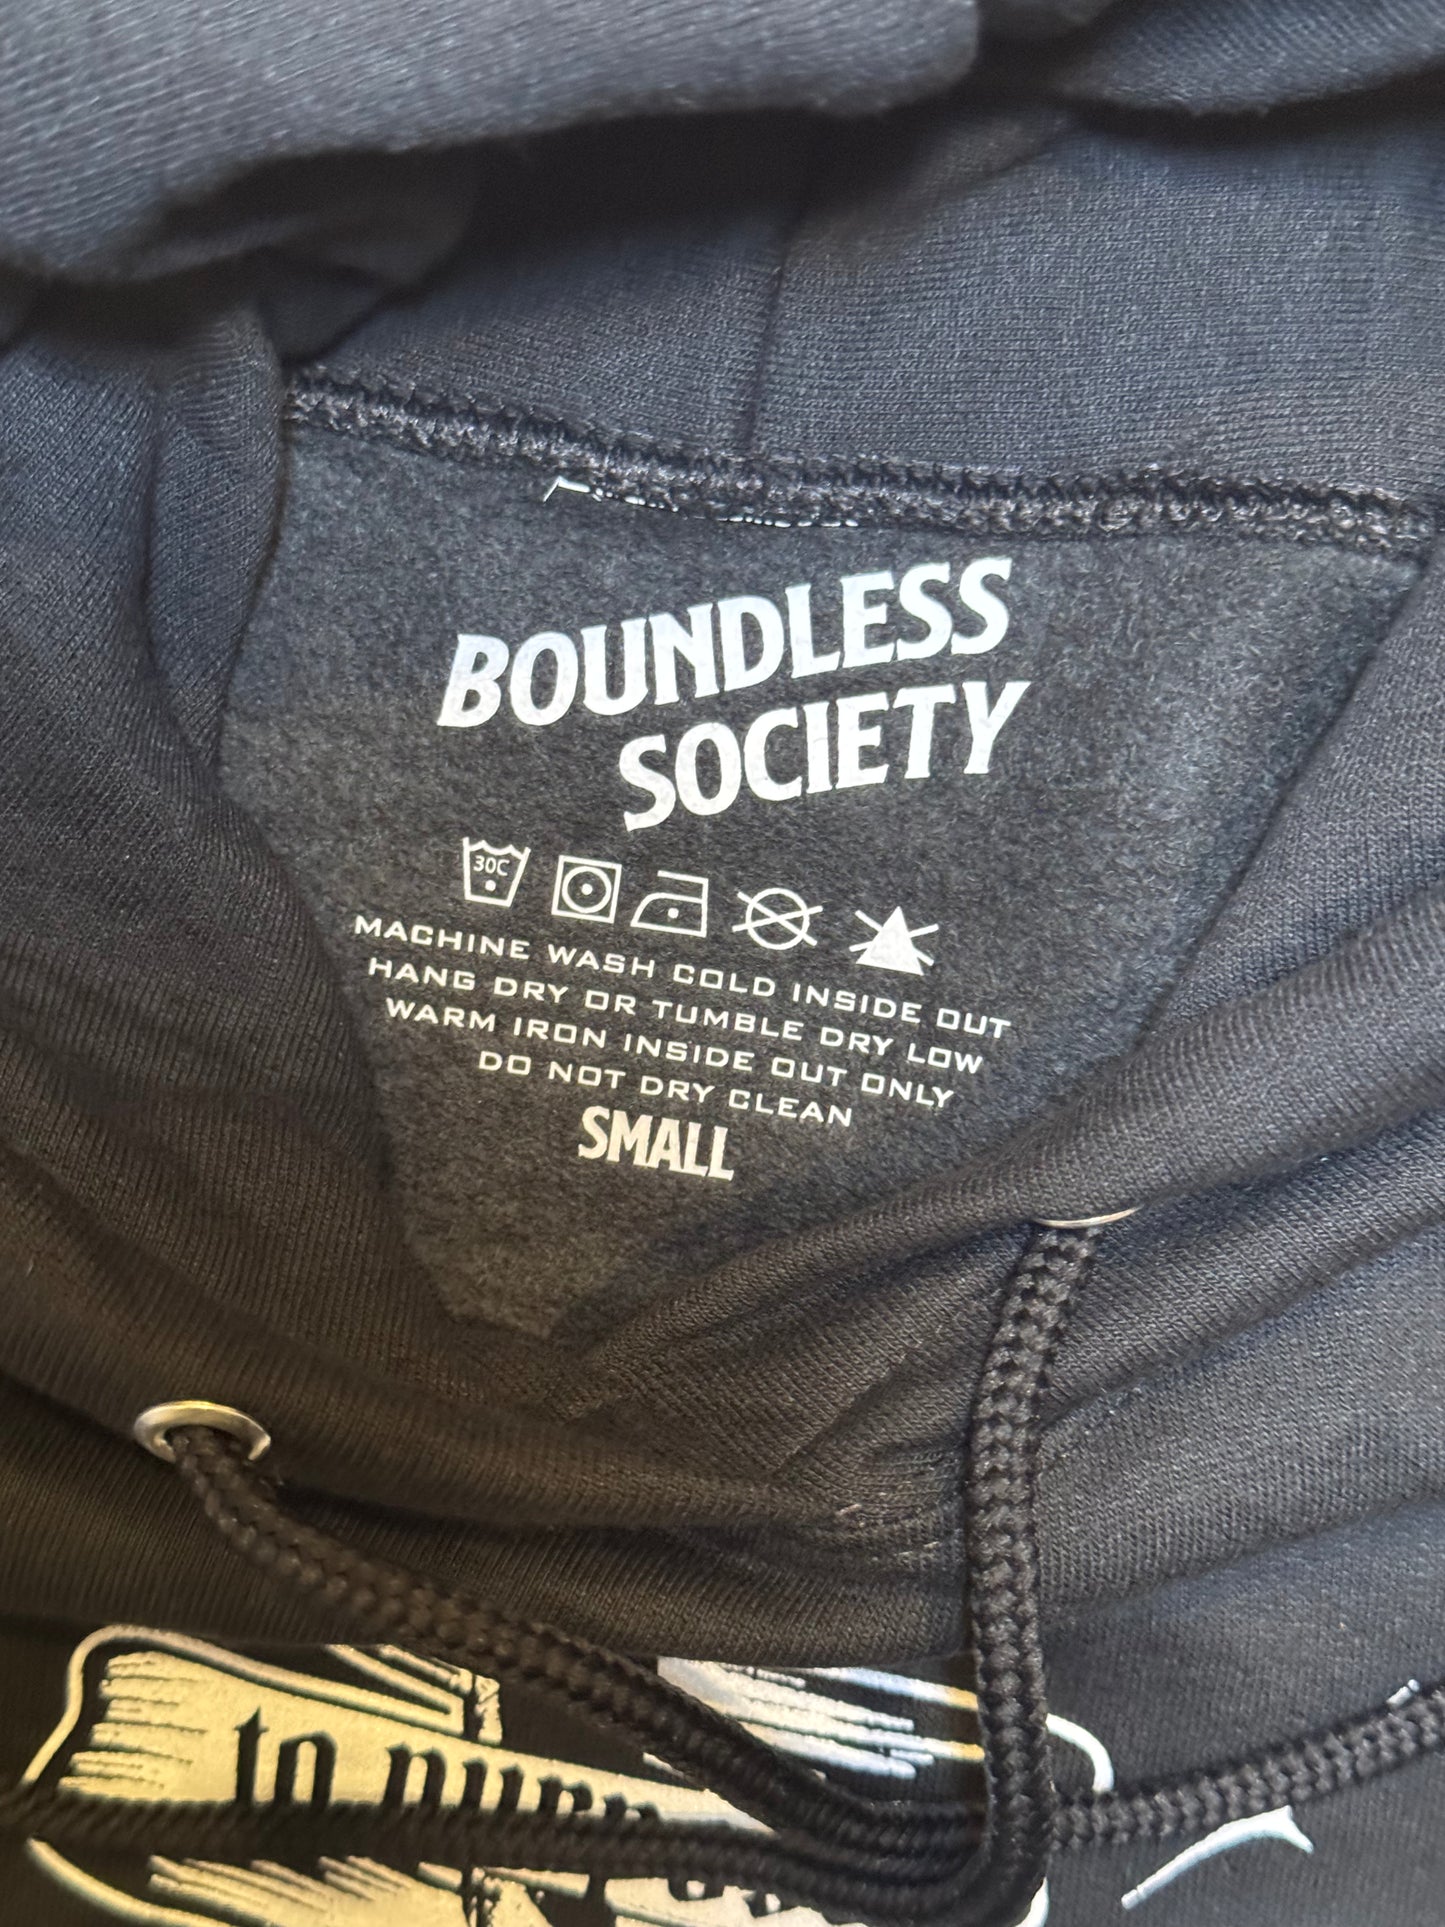 BOUNDLESS
SOCIETY
30C
MACHINE WASH COLD INSIDE OUT
HANG DRY OR TUMBLE DRY LOW
WARM IRON INSIDE OUT ONLY
DO NOT DRY CLEAN
SMALL
to